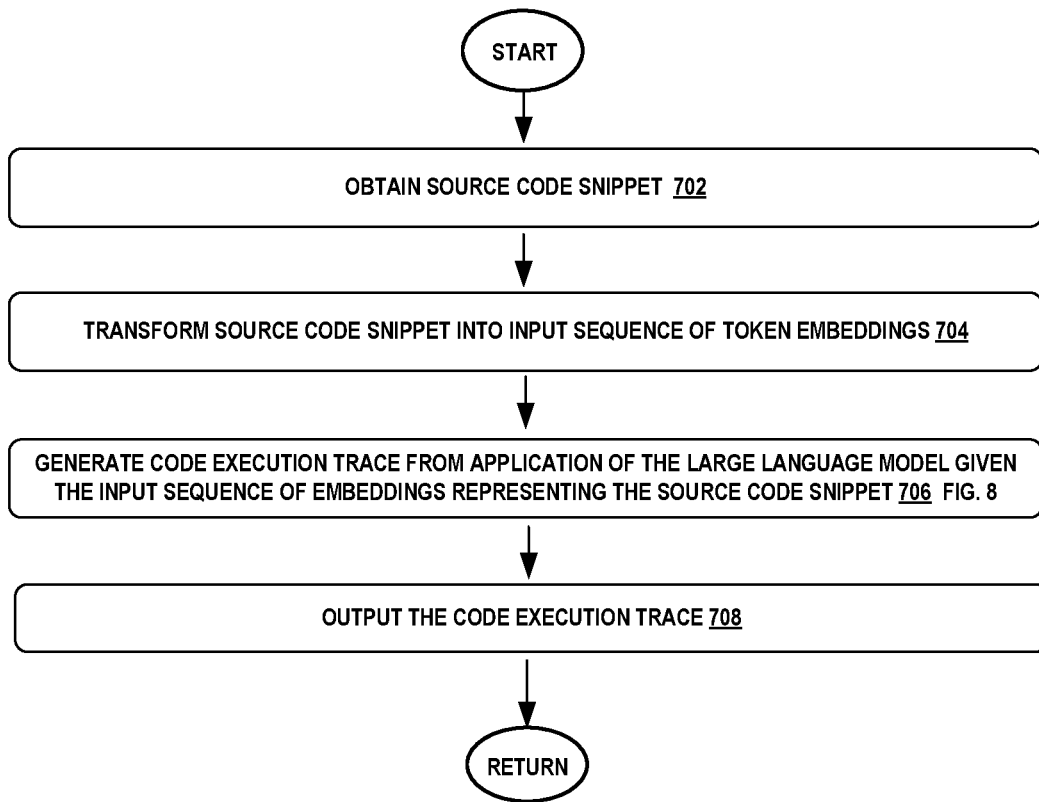 START
OBTAIN SOURCE CODE SNIPPET 702
TRANSFORM SOURCE CODE SNIPPET INTO INPUT SEQUENCE OF TOKEN EMBEDDINGS 704
GENERATE CODE EXECUTION TRACE FROM APPLICATION OF THE LARGE LANGUAGE MODEL GIVEN
THE INPUT SEQUENCE OF EMBEDDINGS REPRESENTING THE SOURCE CODE SNIPPET 706 FIG. 8
OUTPUT THE CODE EXECUTION TRACE 708
RETURN